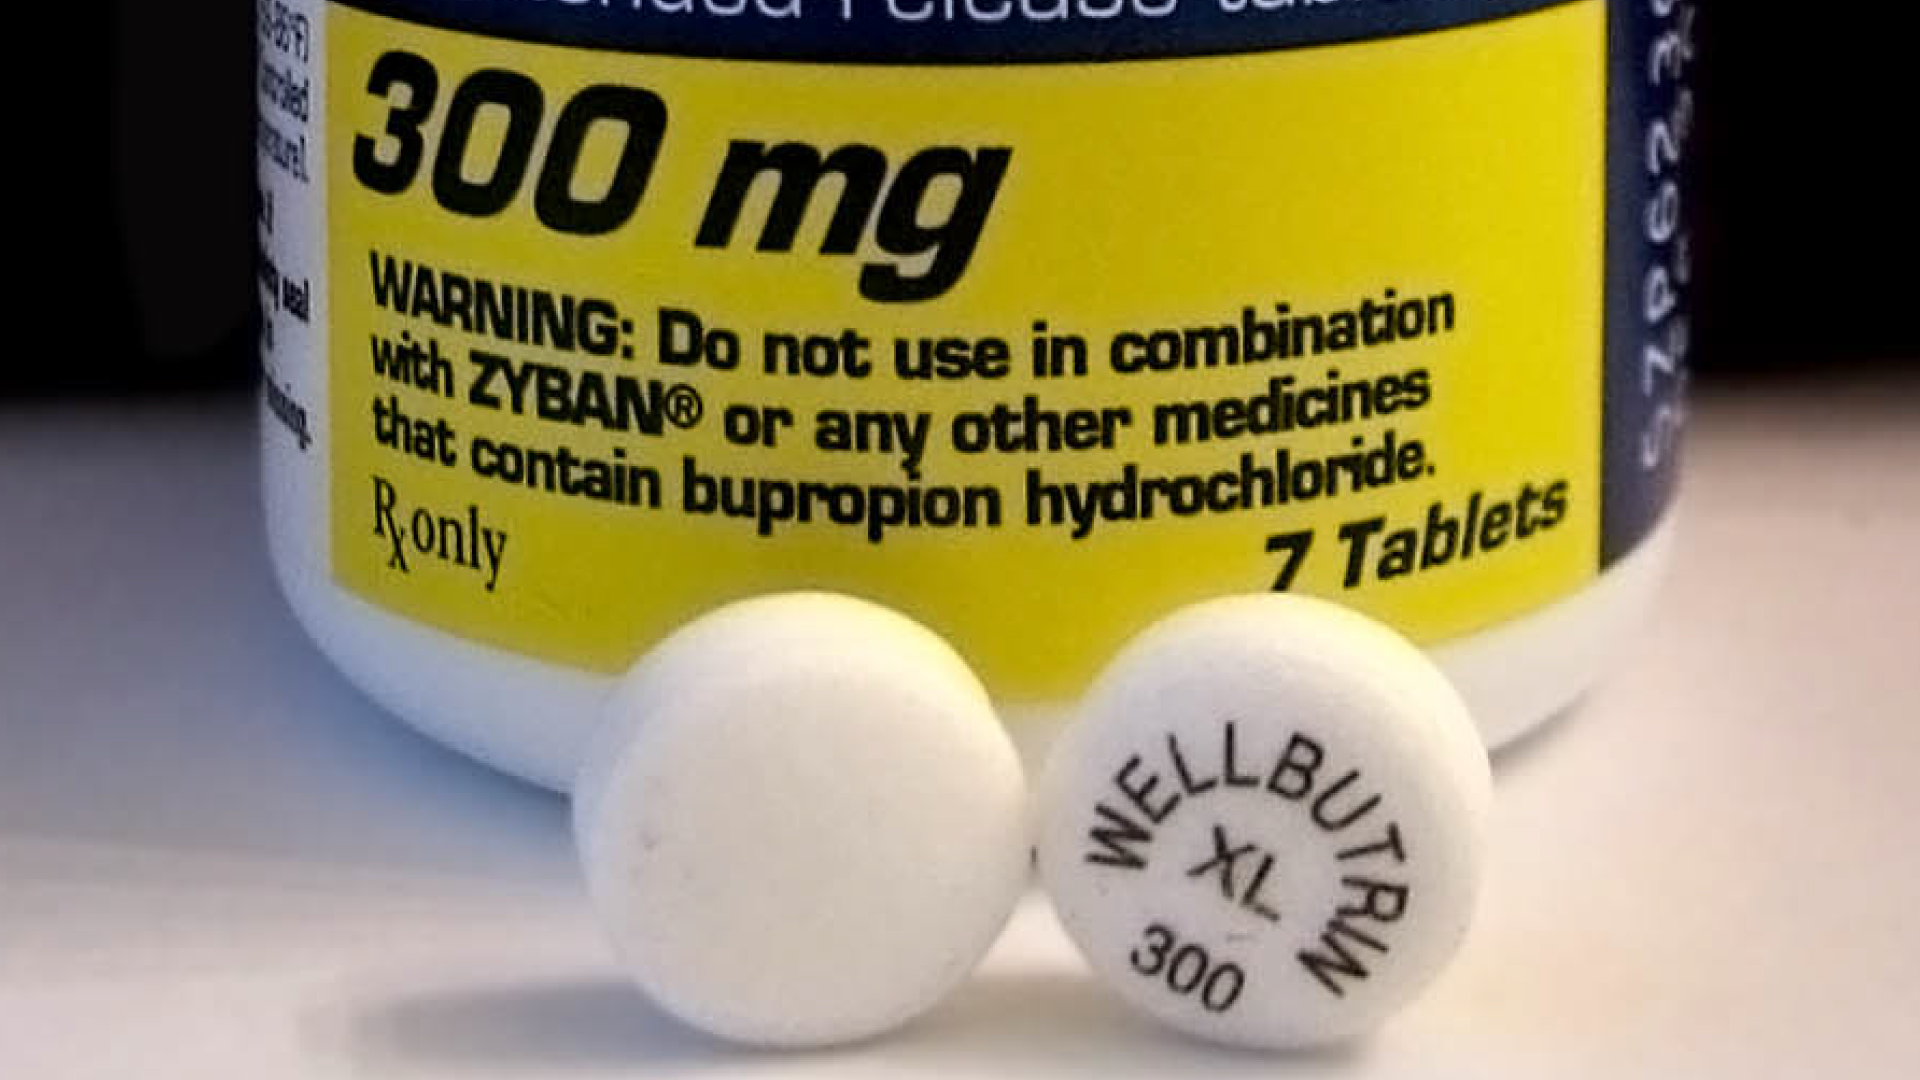 300 mg
WARNING: Do not use in combination
with ZYBAN® or any other medicines
that contain bupropion hydrochloride.
Rx only
7 Tablets
WELLBUTRIN
XL
300